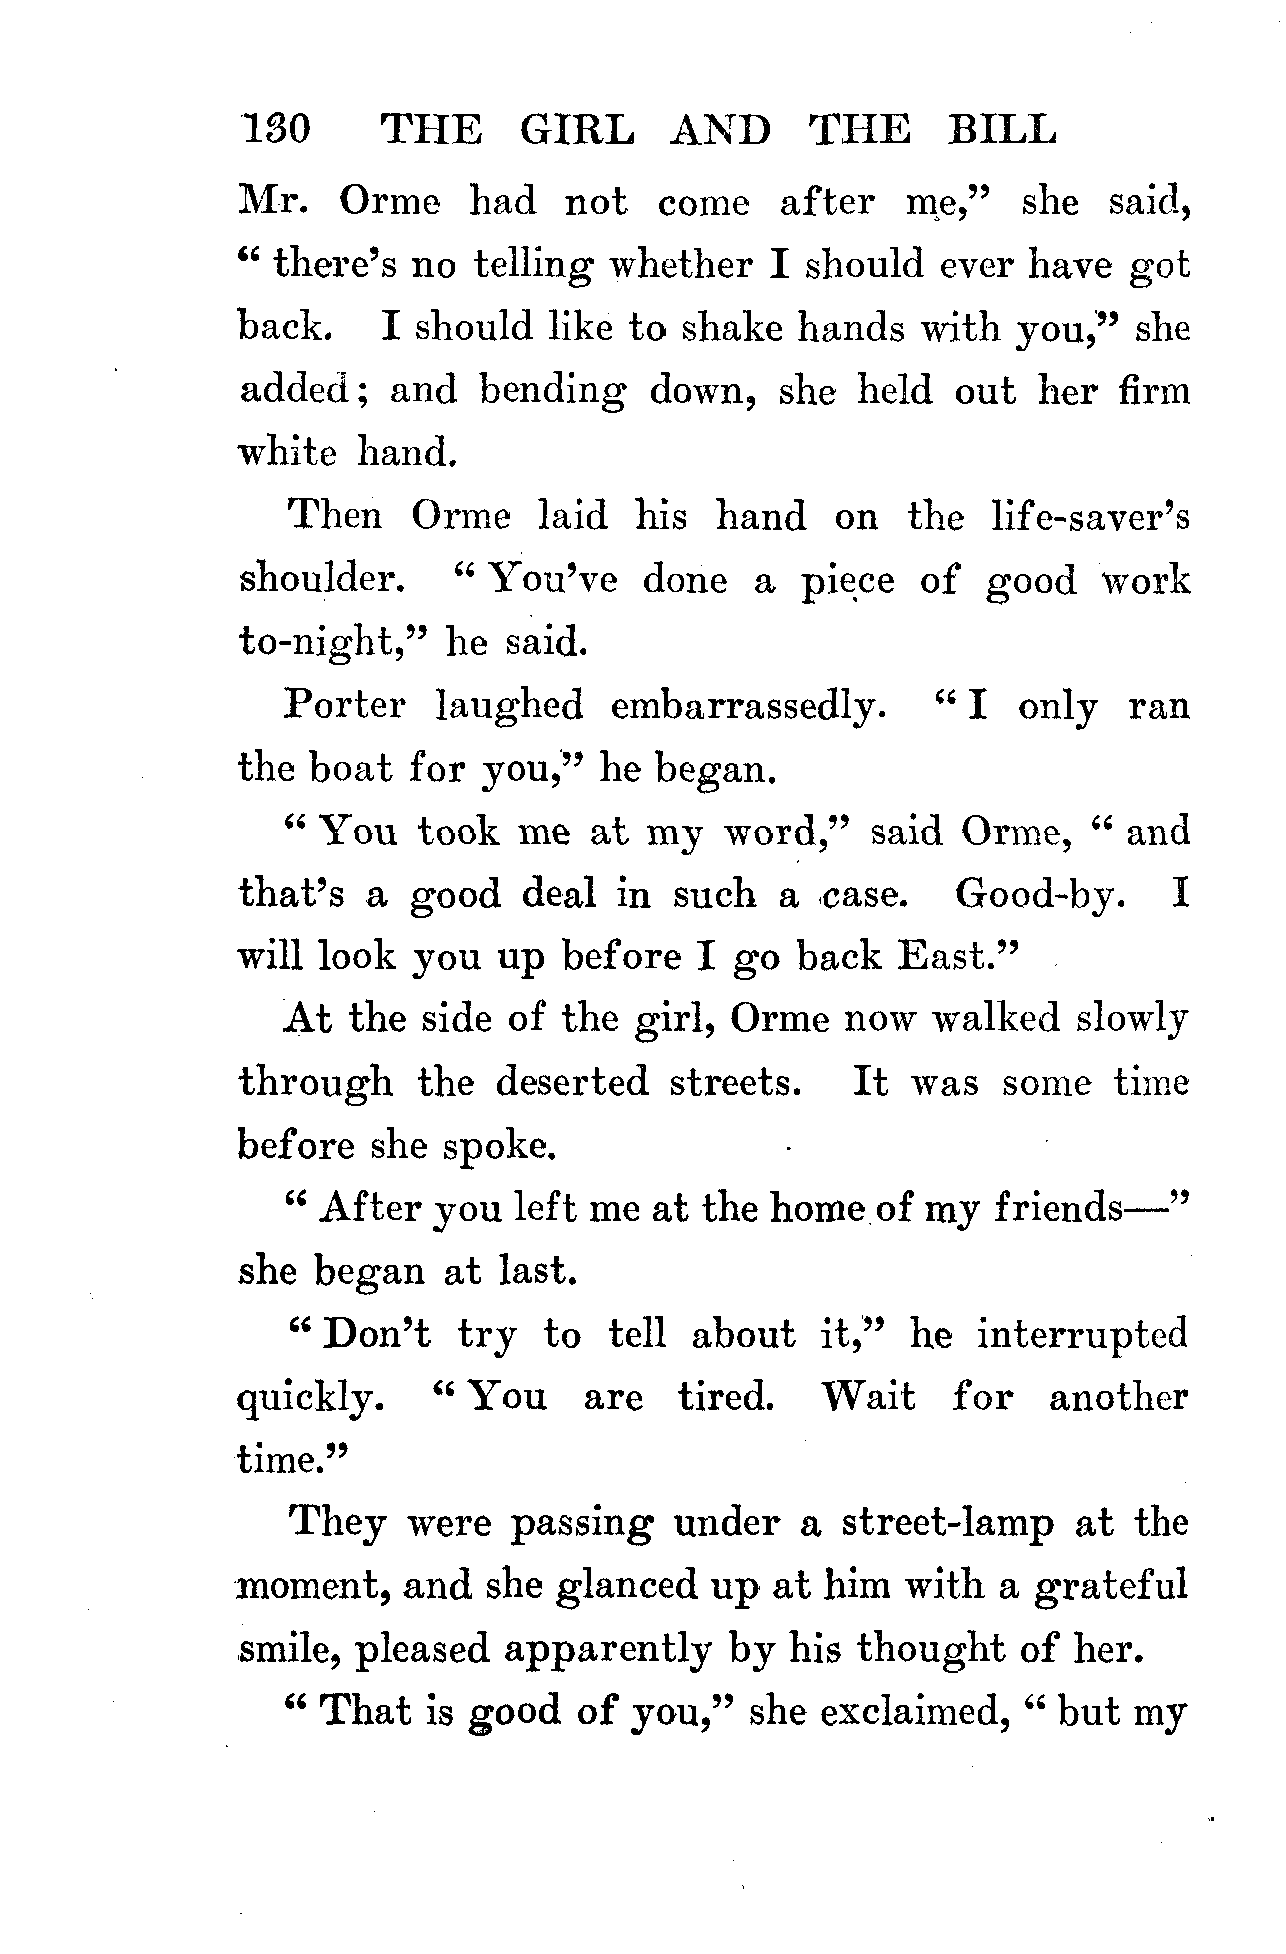 130 THE GIRL AND THE BILL
Mr. Orme had not come after me,” she said,
“ there’s no telling whether I should ever have got
back. I should like to shake hands with you,” she
added; and bending down, she held out her firm
white hand.
Then Orme laid his hand on the life-saver’s
shoulder. “ You’ve done a piece of good work
to-night,” he said.
Porter laughed embarrassedly. “ I only ran
the boat for you,” he began.
“ You took me at my word,” said Orme, “ and
that’s a good deal in such a case. Good-by. I
will look you up before I go back East.”
At the side of the girl, Orme now walked slowly
through the deserted streets. It was some time
before she spoke.
“ After you left me at the home of my friends—”
she began at last.
“ Don’t try to tell about it,” he interrupted
quickly. “ You are tired. Wait for another
time.”
They were passing under a street-lamp at the
moment, and she glanced up at him with a grateful
smile, pleased apparently by his thought of her.
“ That is good of you,” she exclaimed, “ but my